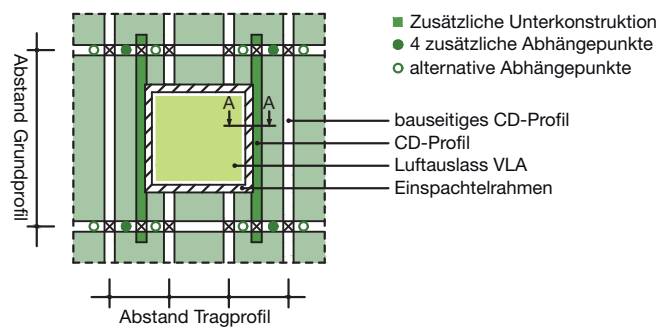 Zusätzliche Unterkonstruktion
4 zusätzliche Abhängepunkte
alternative Abhängepunkte
Abstand Grundprofil
A A
bauseitiges CD-Profil
CD-Profil
Luftauslass VLA
Einspachtelrahmen
Abstand Tragprofil